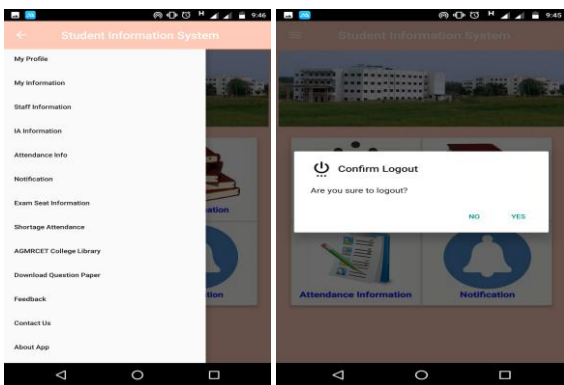 9:46
Student Information System
My Profile
My Information
Staff Information
IA Information
Attendance Info
Notification
Exam Seat Information
Shortage Attendance
AGMRCET College Library
Download Question Paper
Feedback
Contact Us
About App
ation
tion
H
9:45
Student Information System
Confirm Logout
Are you sure to logout?
NO YES
Attendance Information
Notification